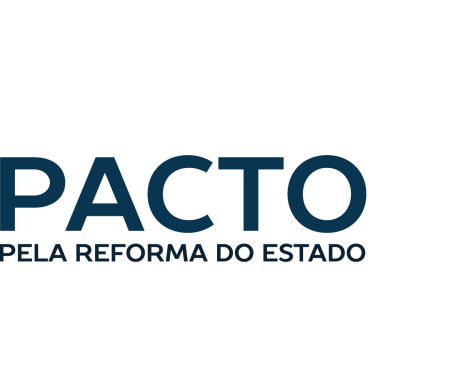 PACTO
PELA REFORMA DO ESTADO